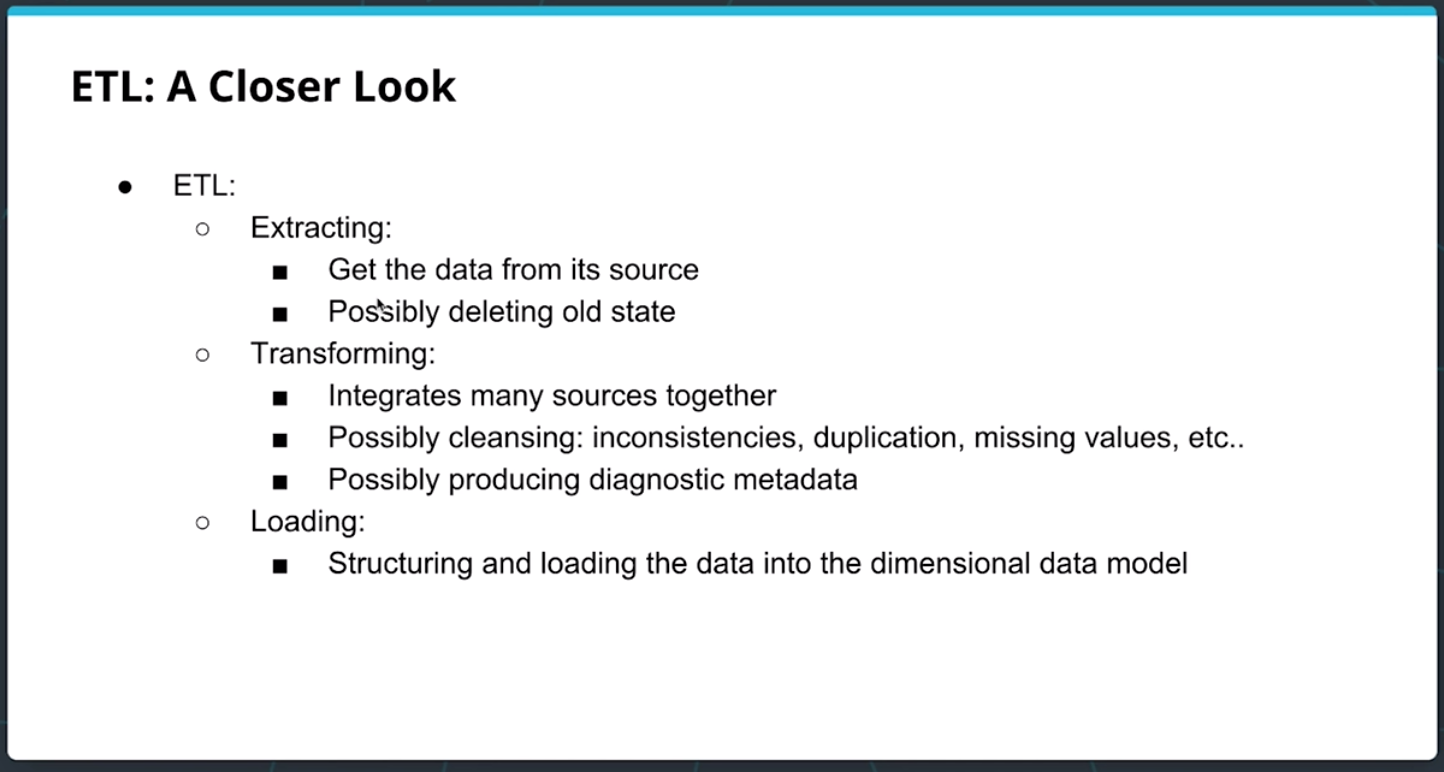 ETL: A Closer Look
● ETL:
○ Extracting:
■ Get the data from its source
■ Possibly deleting old state
○ Transforming:
■ Integrates many sources together
■ Possibly cleansing: inconsistencies, duplication, missing values, etc..
■ Possibly producing diagnostic metadata
○ Loading:
■ Structuring and loading the data into the dimensional data model